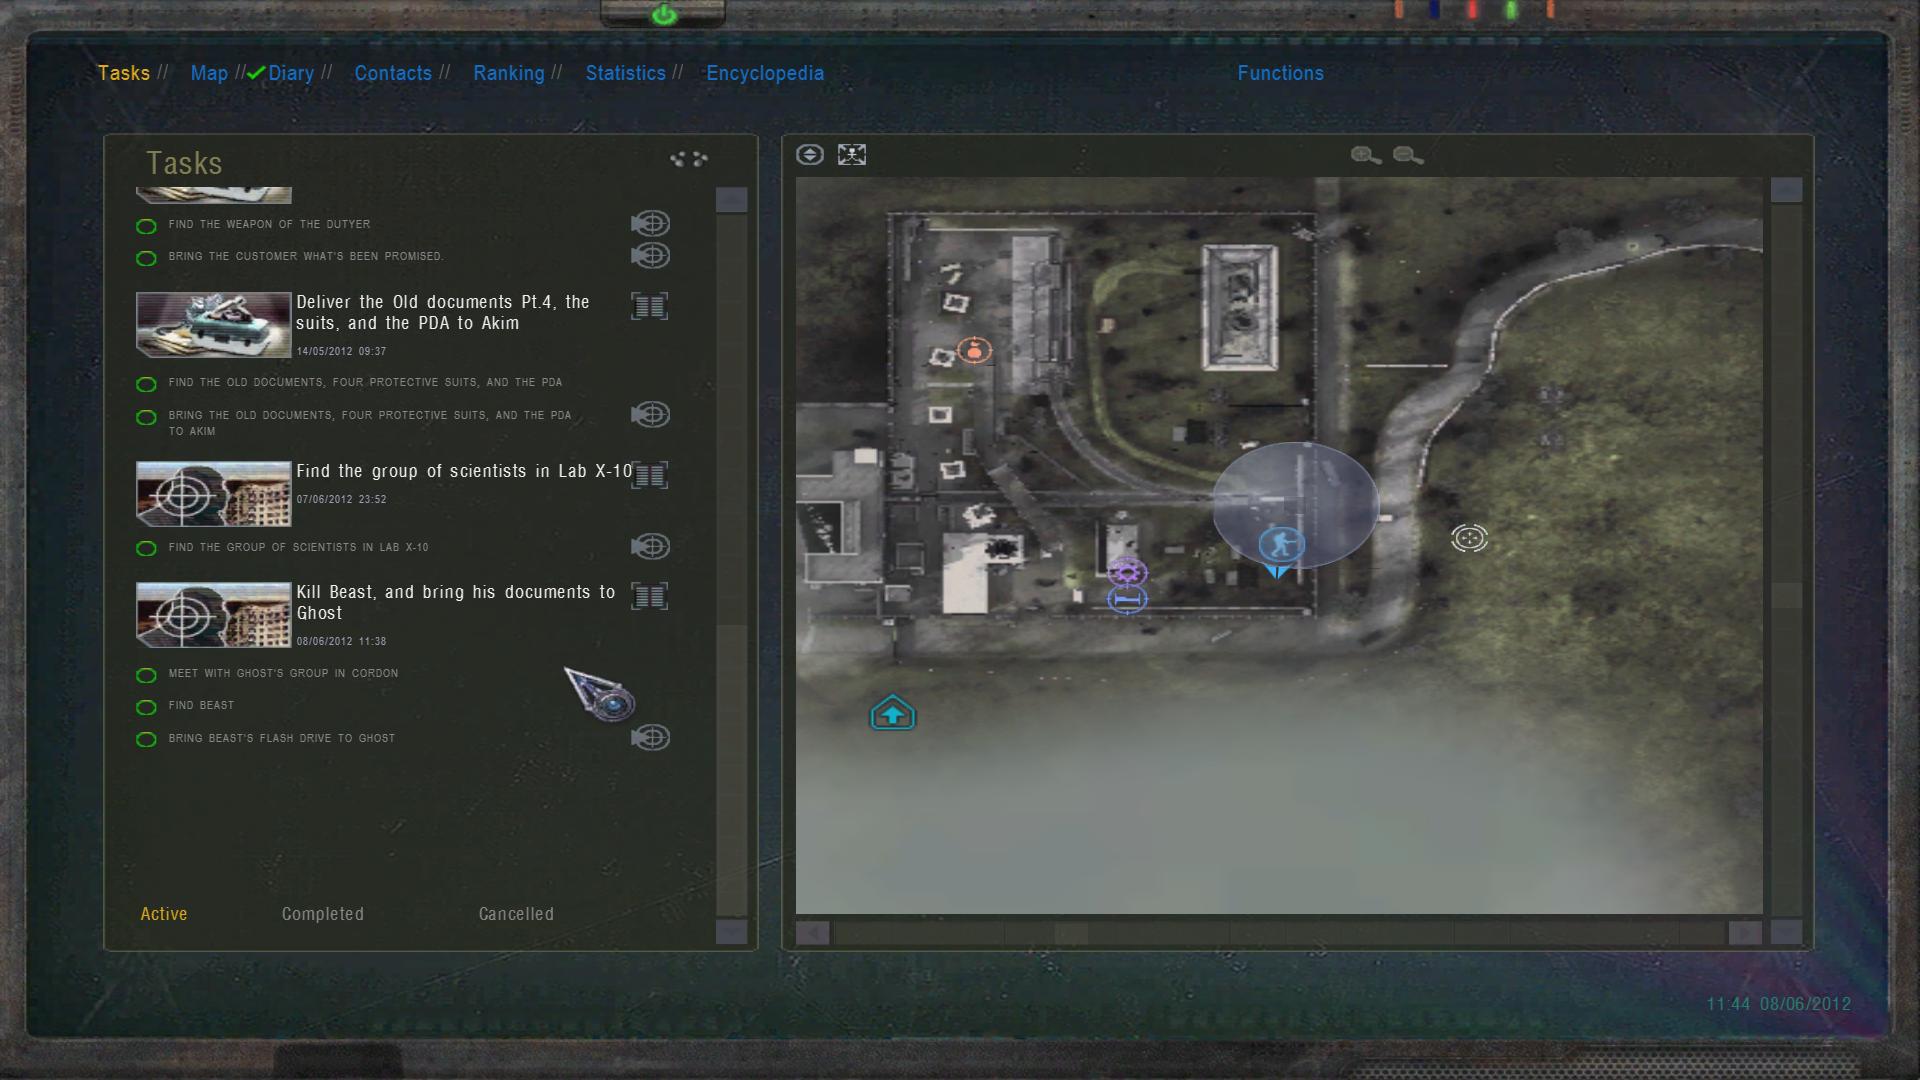 Tasks // Map // Diary // Contacts // Ranking // Statistics // Encyclopedia
Functions
Tasks
FIND THE WEAPON OF THE DUTYER
BRING THE CUSTOMER WHAT'S BEEN PROMISED.
Deliver the Old documents Pt.4, the
suits, and the PDA to Akim
14/05/2012 09:37
FIND THE OLD DOCUMENTS, FOUR PROTECTIVE SUITS, AND THE PDA
BRING THE OLD DOCUMENTS, FOUR PROTECTIVE SUITS, AND THE PDA
TO AKIM
Find the group of scientists in Lab X-10
07/06/2012 23:52
FIND THE GROUP OF SCIENTISTS IN LAB X-10
Kill Beast, and bring his documents to
Ghost
08/06/2012 11:38
MEET WITH GHOST'S GROUP IN CORDON
FIND BEAST
BRING BEAST'S FLASH DRIVE TO GHOST
Active
Completed
Cancelled
11:44 08/06/2012